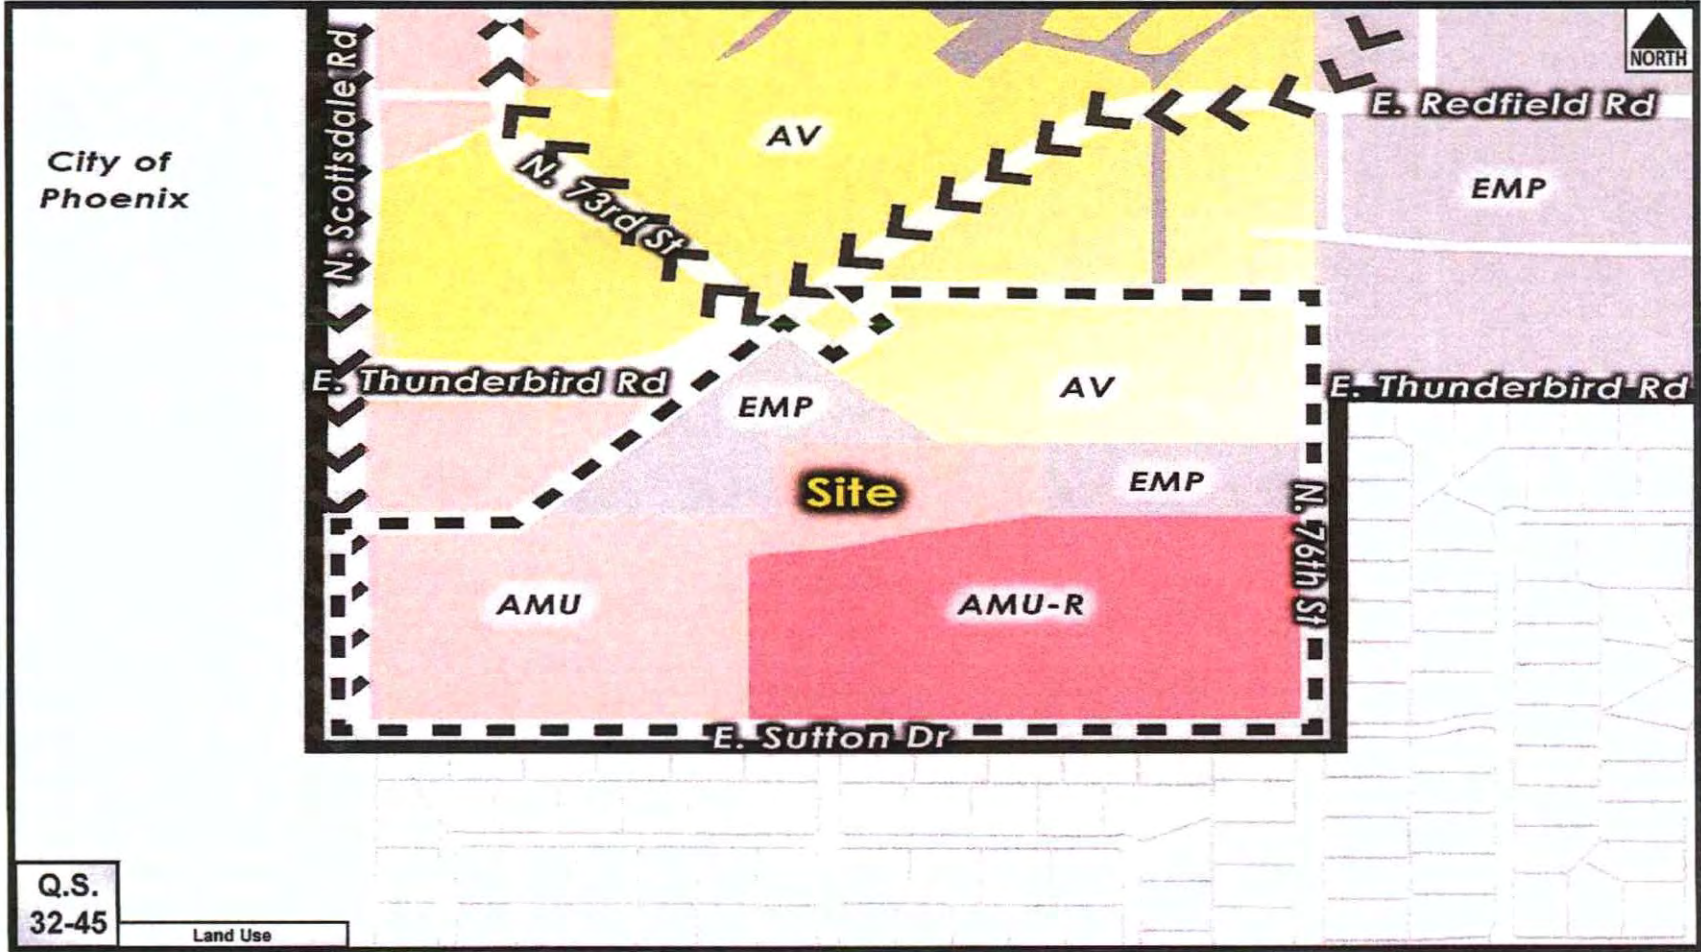 NORTH
N. Scottsdale Rd
E. Redfield Rd
AV
City of
Phoenix
N. 73rd St
EMP
E. Thunderbird Rd
AV
E. Thunderbird Rd
EMP
Site
EMP
N. 76th St
AMU
AMU-R
E. Sutton Dr
Q.S.
32-45
Land Use